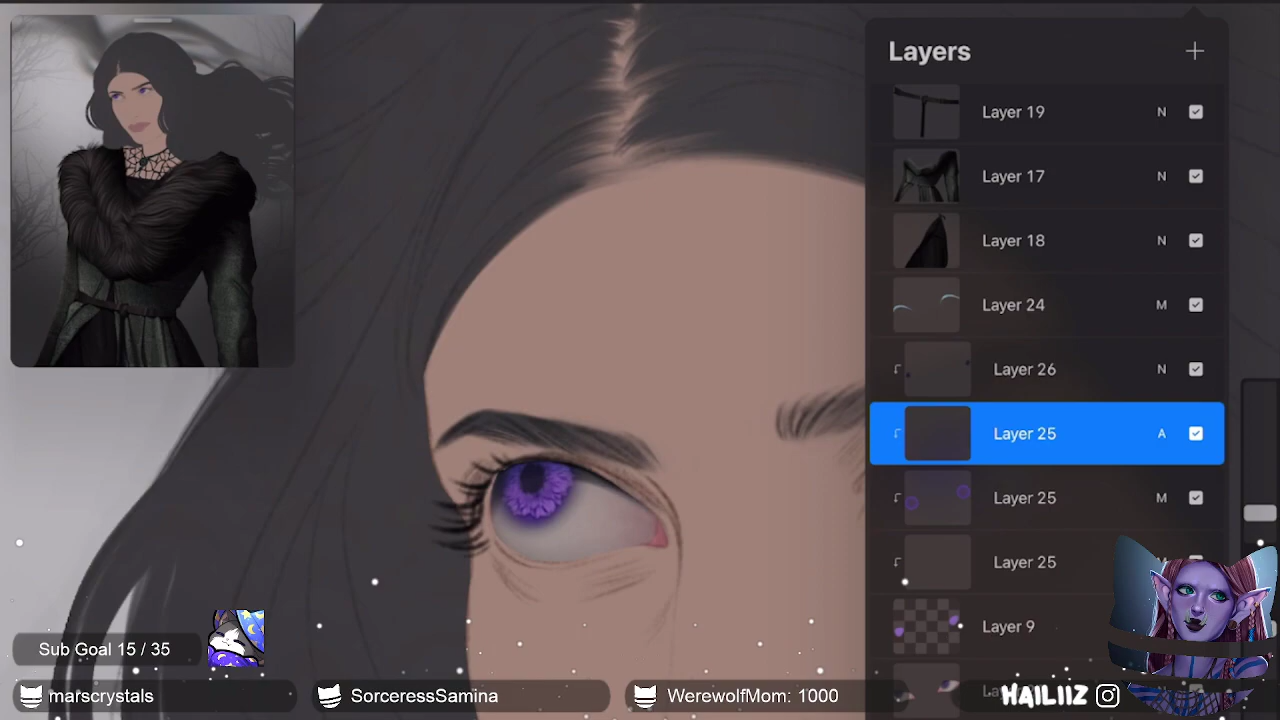 Layers
Layer 19 N
Layer 17 N
Layer 18 N
Layer 24 M
Layer 26 N
Layer 25 A
Layer 25 M
Layer 25
Layer 9
Sub Goal 15 / 35
marscrystals
SorceressSamina
WerewolfMom: 1000
HAILIIZ